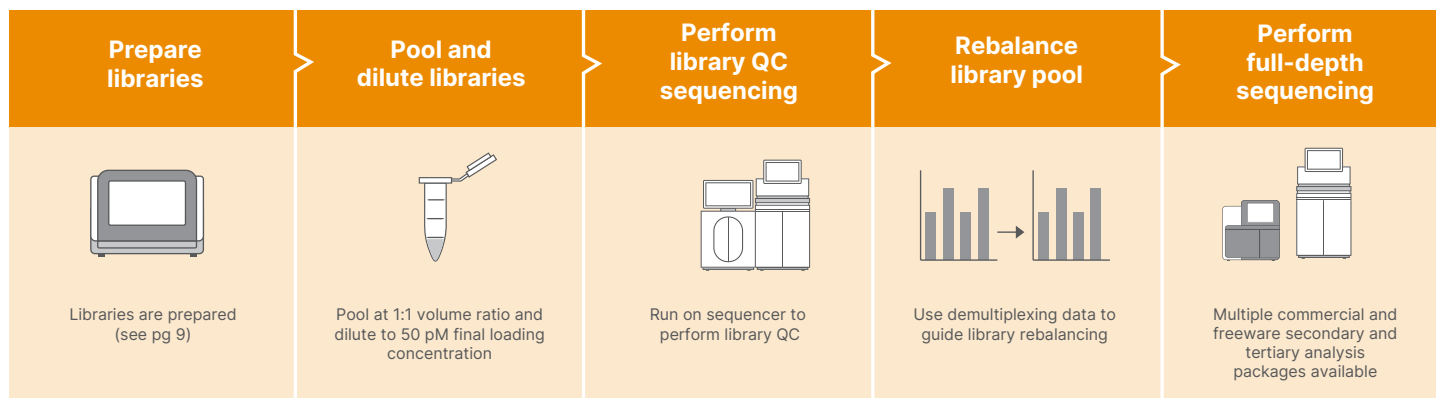 Prepare
libraries
Pool and
dilute libraries
Perform
library QC
sequencing
Rebalance
library pool
Perform
full-depth
sequencing
Libraries are prepared
(see pg 9)
Pool at 1:1 volume ratio and
dilute to 50 pM final loading
concentration
Run on sequencer to
perform library QC
Use demultiplexing data to
guide library rebalancing
Multiple commercial and
freeware secondary and
tertiary analysis
packages available